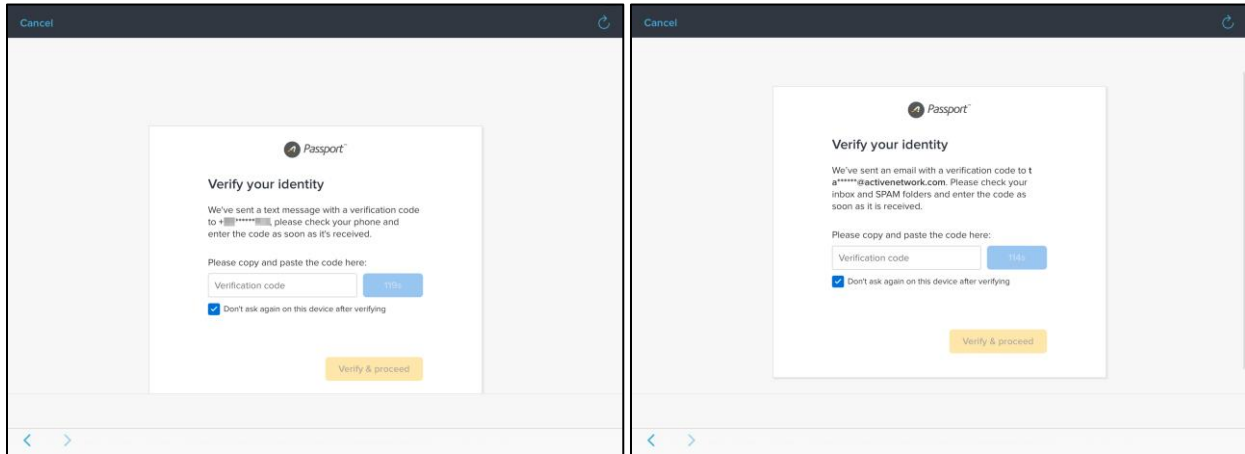 Cancel
Passport™
Verify your identity
We've sent a text message with a verification code
to +******, please check your phone and
enter the code as soon as it's received.
Please copy and paste the code here:
Verification code
119s
Don't ask again on this device after verifying
Verify & proceed
Cancel
Passport™
Verify your identity
We've sent an email with a verification code to t
a******@activenetwork.com. Please check your
inbox and SPAM folders and enter the code as
soon as it is received.
Please copy and paste the code here:
Verification code
114s
Don't ask again on this device after verifying
Verify & proceed